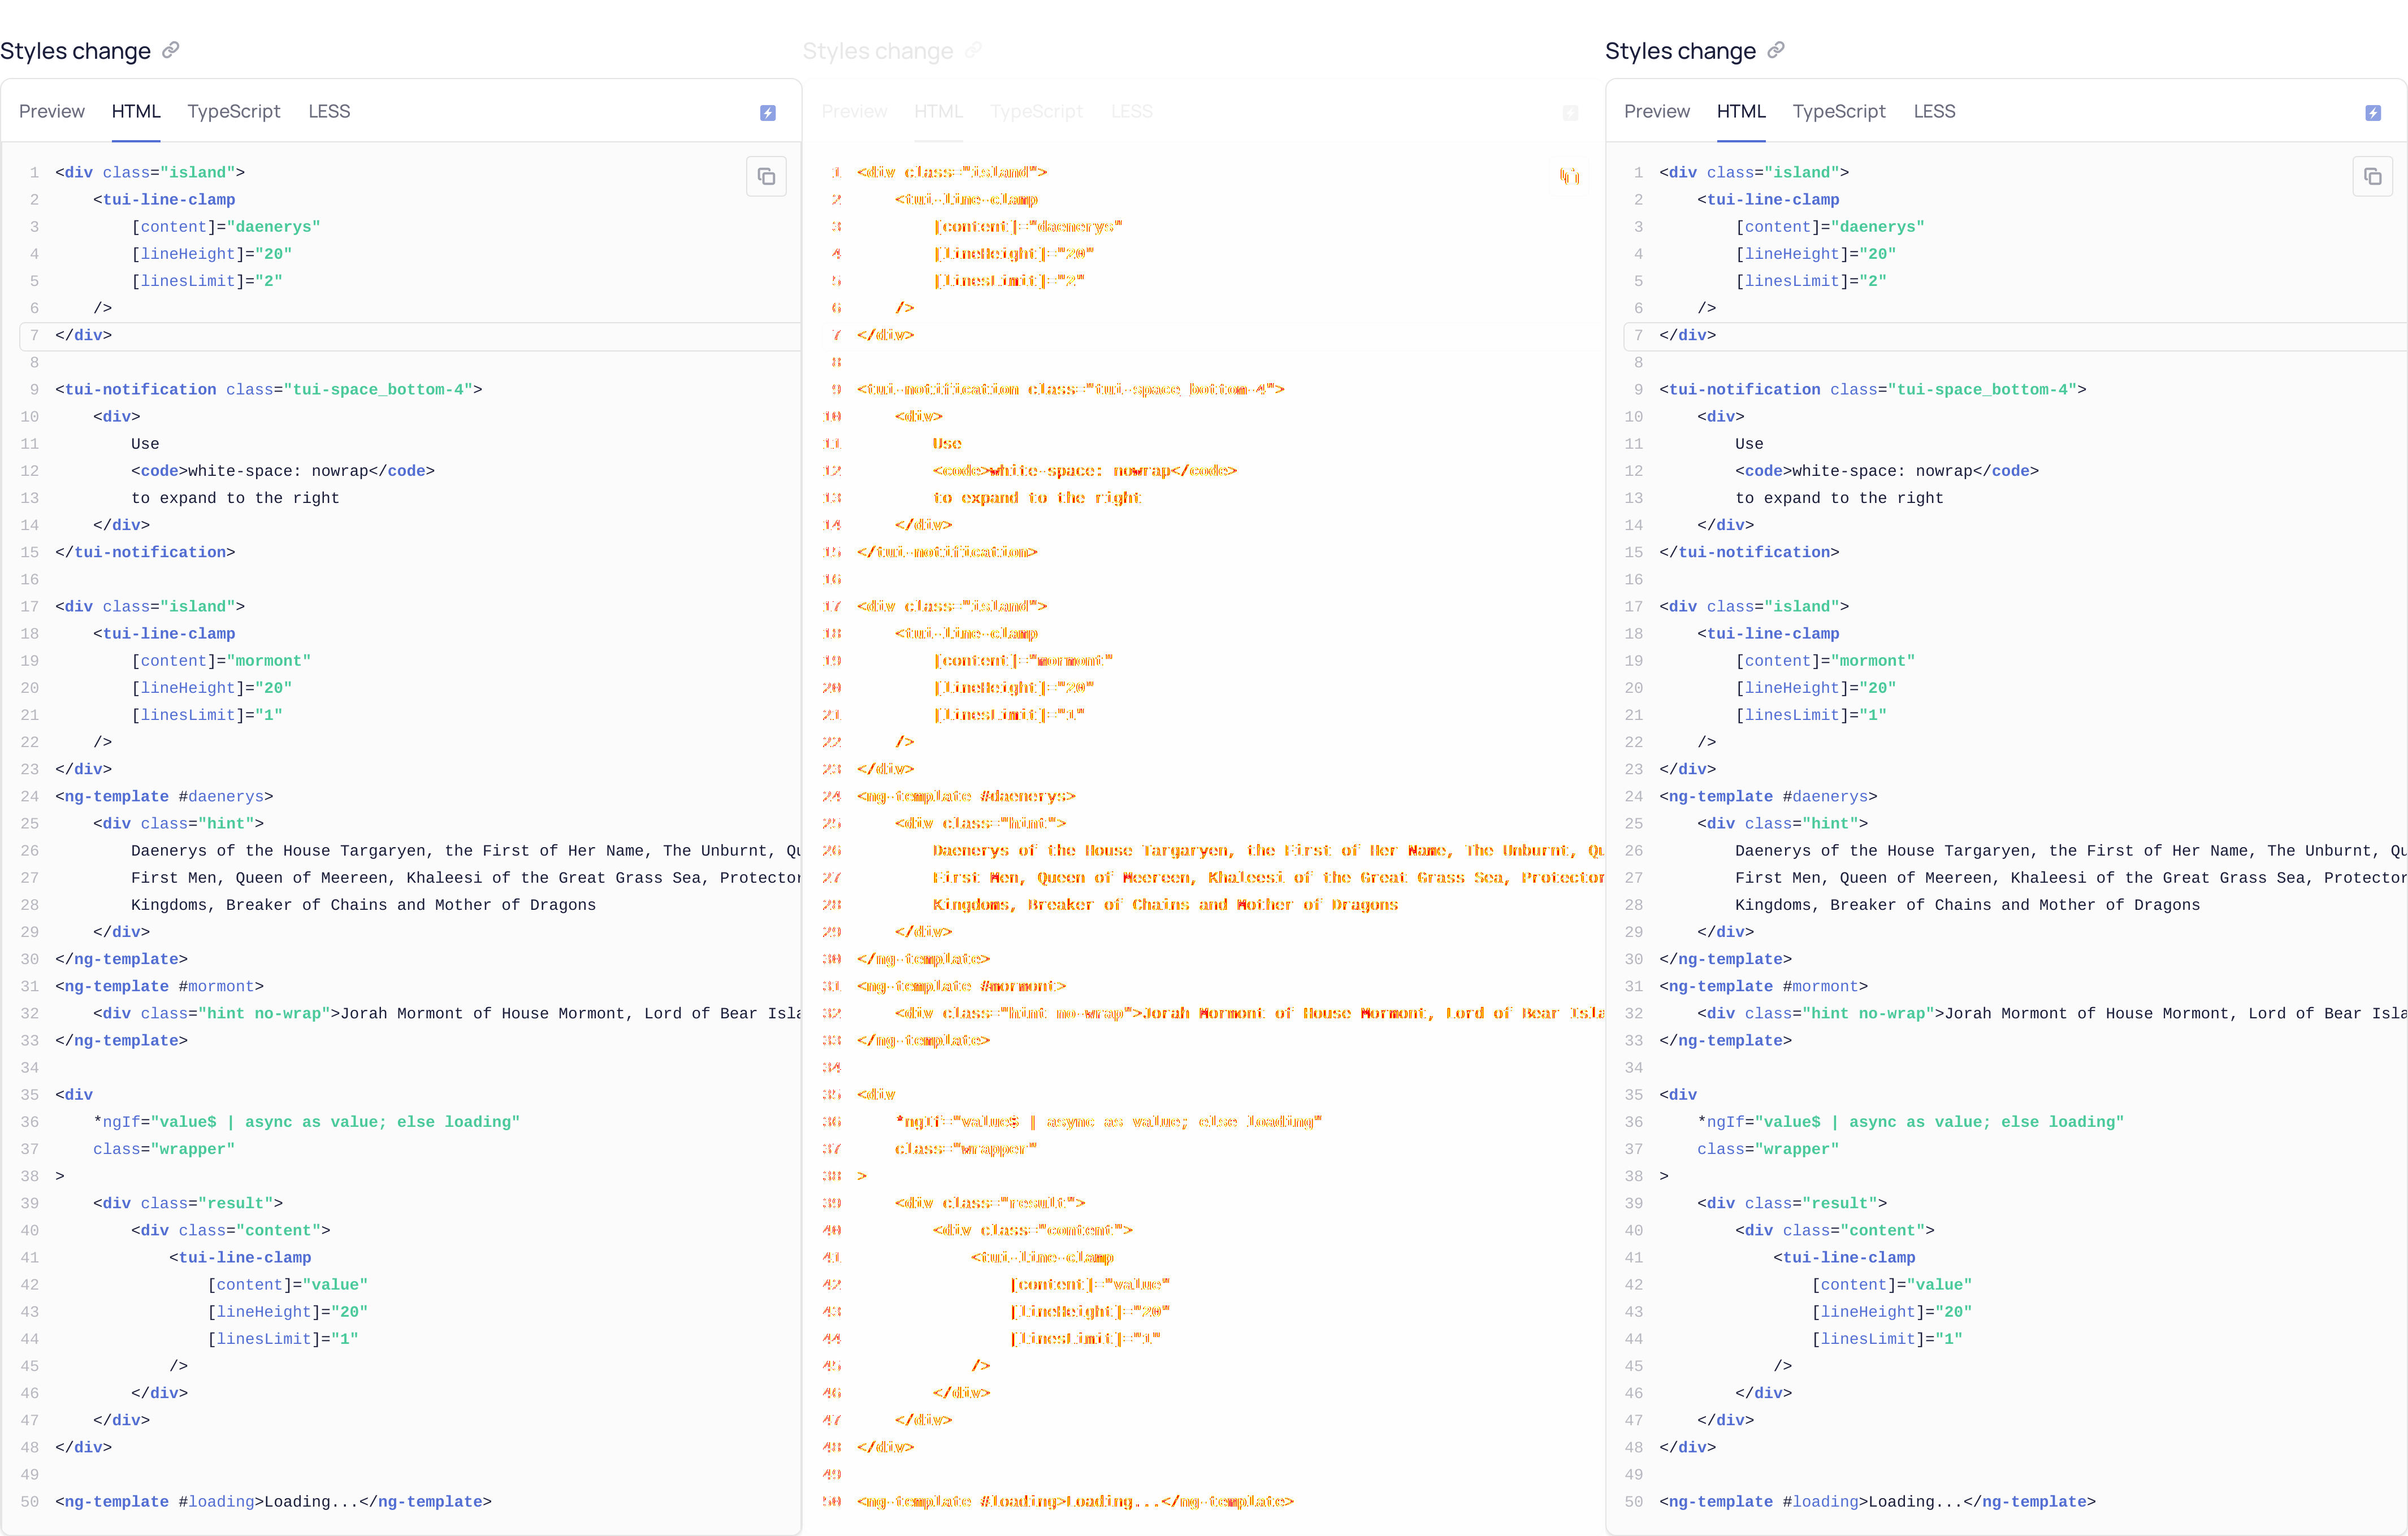 Styles change
Preview HTML TypeScript LESS
1 <div class="island">
2 <tui-line-clamp
3 [content]="daenerys"
4 [lineHeight]="20"
5 [linesLimit]="2"
6 />
7 </div>
8
9 <tui-notification class="tui-space_bottom-4">
10 <div>
11 Use
12 <code>white-space: nowrap</code>
13 to expand to the right
14 </div>
15 </tui-notification>
16
17 <div class="island">
18 <tui-line-clamp
19 [content]="mormont"
20 [lineHeight]="20"
21 [linesLimit]="1"
22 />
23 </div>
24 <ng-template #daenerys>
25 <div class="hint">
26 Daenerys of the House Targaryen, the First of Her Name, The Unburnt, Qu
27 First Men, Queen of Meereen, Khaleesi of the Great Grass Sea, Protector
28 Kingdoms, Breaker of Chains and Mother of Dragons
29 </div>
30 </ng-template>
31 <ng-template #mormont>
32 <div class="hint no-wrap">Jorah Mormont of House Mormont, Lord of Bear Isla
33 </ng-template>
34
35 <div
36 *ngIf="value$ | async as value; else loading"
37 class="wrapper"
38 >
39 <div class="result">
40 <div class="content">
41 <tui-line-clamp
42 [content]="value"
43 [lineHeight]="20"
44 [linesLimit]="1"
45 />
46 </div>
47 </div>
48 </div>
49
50 <ng-template #loading>Loading...</ng-template>
Styles change
Preview HTML TypeScript LESS
1 <div class="island">
2 <tui-line-clamp
3 [content]="daenerys"
4 [lineHeight]="20"
5 [linesLimit]="2"
6 />
7 </div>
8
9 <tui-notification class="tui-space_bottom-4">
10 <div>
11 Use
12 <code>white-space: nowrap</code>
13 to expand to the right
14 </div>
15 </tui-notification>
16
17 <div class="island">
18 <tui-line-clamp
19 [content]="mormont"
20 [lineHeight]="20"
21 [linesLimit]="1"
22 />
23 </div>
24 <ng-template #daenerys>
25 <div class="hint">
26 Daenerys of the House Targaryen, the First of Her Name, The Unburnt, Qu
27 First Men, Queen of Meereen, Khaleesi of the Great Grass Sea, Protector
28 Kingdoms, Breaker of Chains and Mother of Dragons
29 </div>
30 </ng-template>
31 <ng-template #mormont>
32 <div class="hint no-wrap">Jorah Mormont of House Mormont, Lord of Bear Isla
33 </ng-template>
34
35 <div
36 *ngIf="value$ | async as value; else loading"
37 class="wrapper"
38 >
39 <div class="result">
40 <div class="content">
41 <tui-line-clamp
42 [content]="value"
43 [lineHeight]="20"
44 [linesLimit]="1"
45 />
46 </div>
47 </div>
48 </div>
49
50 <ng-template #loading>Loading...</ng-template>
Styles change
Preview HTML TypeScript LESS
1 <div class="island">
2 <tui-line-clamp
3 [content]="daenerys"
4 [lineHeight]="20"
5 [linesLimit]="2"
6 />
7 </div>
8
9 <tui-notification class="tui-space_bottom-4">
10 <div>
11 Use
12 <code>white-space: nowrap</code>
13 to expand to the right
14 </div>
15 </tui-notification>
16
17 <div class="island">
18 <tui-line-clamp
19 [content]="mormont"
20 [lineHeight]="20"
21 [linesLimit]="1"
22 />
23 </div>
24 <ng-template #daenerys>
25 <div class="hint">
26 Daenerys of the House Targaryen, the First of Her Name, The Unburnt, Qu
27 First Men, Queen of Meereen, Khaleesi of the Great Grass Sea, Protector
28 Kingdoms, Breaker of Chains and Mother of Dragons
29 </div>
30 </ng-template>
31 <ng-template #mormont>
32 <div class="hint no-wrap">Jorah Mormont of House Mormont, Lord of Bear Isla
33 </ng-template>
34
35 <div
36 *ngIf="value$ | async as value; else loading"
37 class="wrapper"
38 >
39 <div class="result">
40 <div class="content">
41 <tui-line-clamp
42 [content]="value"
43 [lineHeight]="20"
44 [linesLimit]="1"
45 />
46 </div>
47 </div>
48 </div>
49
50 <ng-template #loading>Loading...</ng-template>